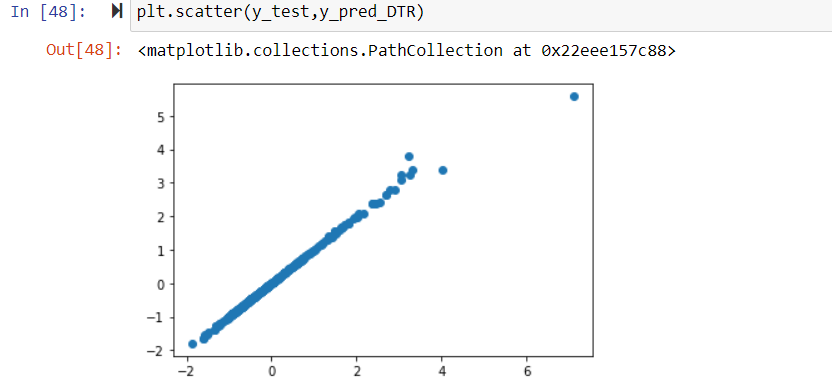 In [48]: plt.scatter(y_test,y_pred_DTR)
Out[48]: <matplotlib.collections.PathCollection at 0x22eee157c88>
5
4
3
2
1
0
−1
−2
−2 0 2 4 6